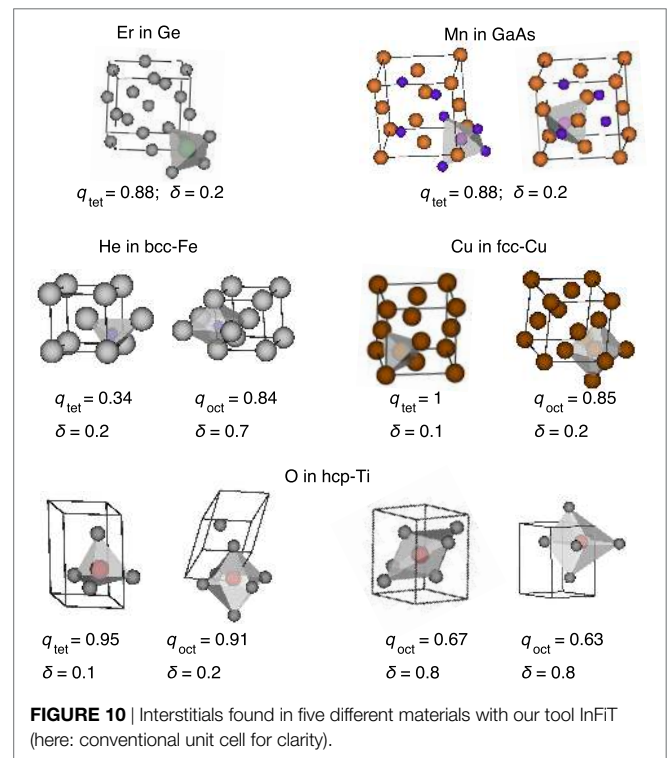 Er in Ge
Mn in GaAs
q_tet = 0.88; δ = 0.2
q_tet = 0.88; δ = 0.2
He in bcc-Fe
Cu in fcc-Cu
q_tet = 0.34
q_oct = 0.84
q_tet = 1
q_oct = 0.85
δ = 0.2
δ = 0.7
δ = 0.1
δ = 0.2
O in hcp-Ti
q_tet = 0.95
q_oct = 0.91
q_oct = 0.67
q_oct = 0.63
δ = 0.1
δ = 0.2
δ = 0.8
δ = 0.8
FIGURE 10 | Interstitials found in five different materials with our tool InFiT
(here: conventional unit cell for clarity).